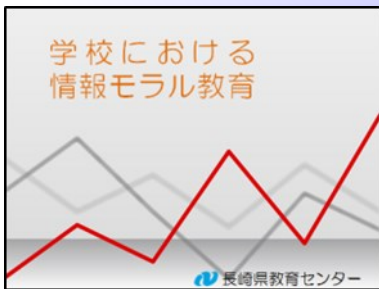 学校における
情報モラル教育
長崎県教育センター